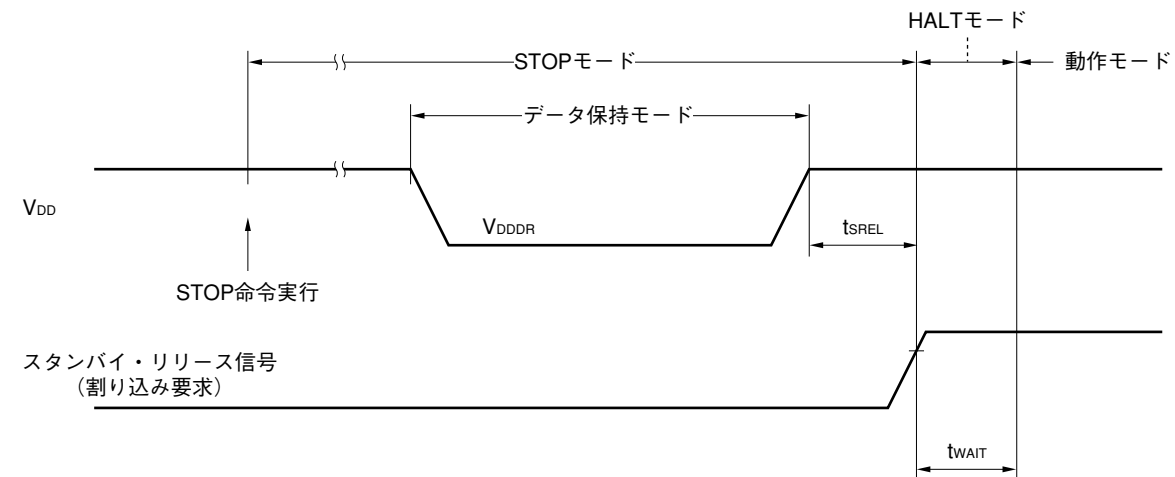 HALTモード
STOPモード
動作モード
データ保持モード
VDD
VDDDR
tSREL
STOP命令実行
スタンバイ・リリース信号
（割り込み要求）
tWAIT